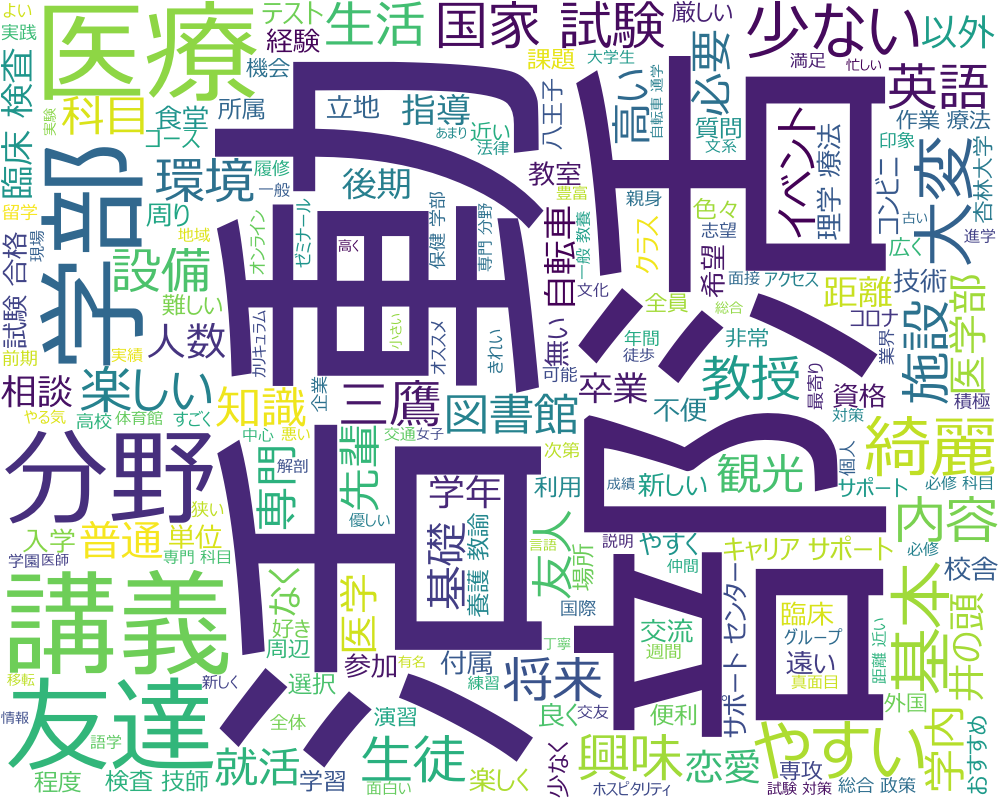 よい
実践
医療
テスト
経験
生活
国家 試験
課題
大学生
厳しい
少ない
満足
忙しい
以外
臨床 検査
実験
科目
食堂
コース
機会
所属
立地
指導
あまり
近い
法律
八王子
高い
自転車 通学
必要
質問
文系
イベント
理学 療法
英語
作業 療法
印象
コンビニ
古い
大変
杏林大学
進学
広く
活動
部活
学部
履修
一般
環境
後期
教室
豊富
親身
色々
志望
留学
現場
周り
地域
オンライン
ゼミナール
高く
保健 学部
専門 分野
一般 教養
自転車
文化
クラス
希望
面接
アクセス
技術
試験 合格
設備
難しい
全員
総合
距離
コロナ
業界
施設
医学部
前期
実績
人数
カリキュラム
企業
小さい
オススメ
きれい
無い
可能
年間
徒歩
非常
最寄り
資格
積極
相談
楽しい
三鷹
卒業
教授
対策
やる気
高校
体育館
すごく
知識
図書館
不便
個人
綺麗
分野
中心
悪い
交通
女子
解剖
先輩
学年
次第
利用
成績
新しい
観光
サポート
必修 科目
専門
優しい
狭い
入学
普通
単位
基礎
養護 教諭
言語
友人
場所
説明
やすく
仲間
キャリア サポート
内容
必修
校舎
学園
医師
専門 科目
講義
なく
好き
周辺
医学
参加
有名
丁寧
国際
交流
週間
サポート センター
臨床
グループ
遠い
真面目
距離 近い
基本
井の頭
外国
移転
友達
新しく
選択
付属
練習
将来
良く
交友
便利
情報
語学
全体
演習
やすい
学内
おすすめ
程度
検査 技師
就活
学習
生徒
面白い
楽しく
少なく
興味
ホスピタリティ
恋愛
専攻
試験 対策
総合 政策